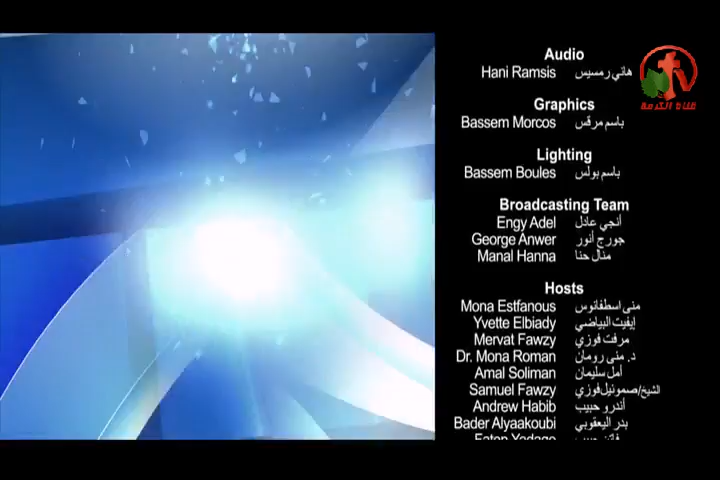 Audio
Hani Ramsis هاني رمسيس
Graphics
Bassem Morcos باسم مرقس
Lighting
Bassem Boules باسم بولس
Broadcasting Team
Engy Adel أنجي عادل
George Anwer جورج أنور
Manal Hanna منال حنا
Hosts
Mona Estfanous منى اسطفانوس
Yvette Elbiady إيفيت البياضي
Mervat Fawzy مرفت فوزي
Dr. Mona Roman د. منى رومان
Amal Soliman أمل سليمان
Samuel Fawzy الشيخ/صموئيل فوزي
Andrew Habib أندرو حبيب
Bader Alyaakoubi بدر اليعقوبي
قناة الكرمة